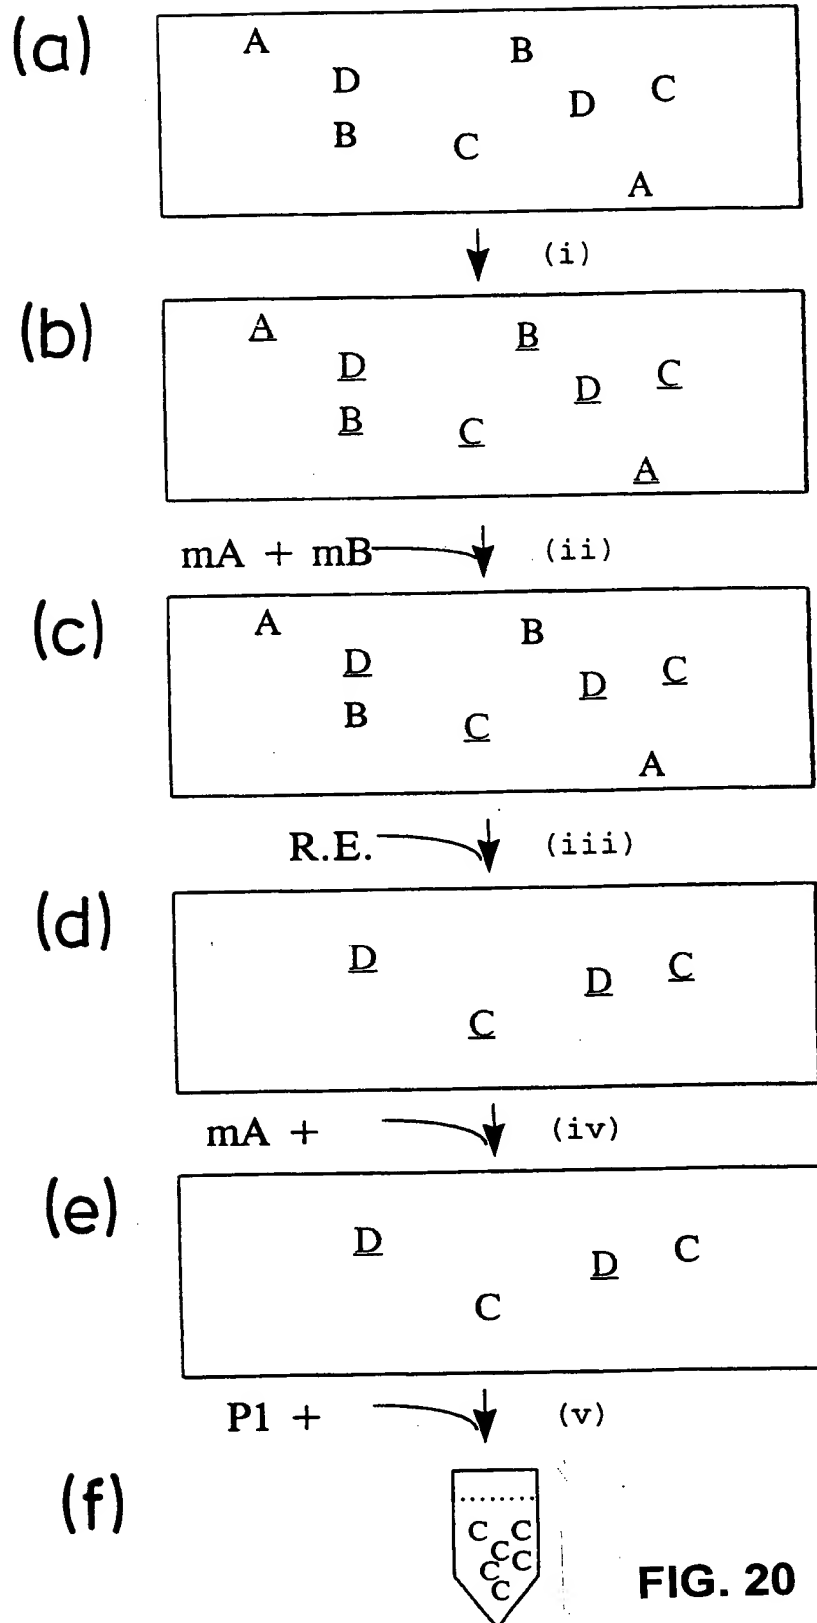 (a)
A B
D C
D
B C
A
(i)
(b)
A B
D C
D
B C
A
mA + mB (ii)
(c)
A B
D C
D
B C
A
R.E. (iii)
(d)
D C
D
C
mA + (iv)
(e)
D C
D
C
P1 + (v)
(f)
C C
C
C C
C
FIG. 20